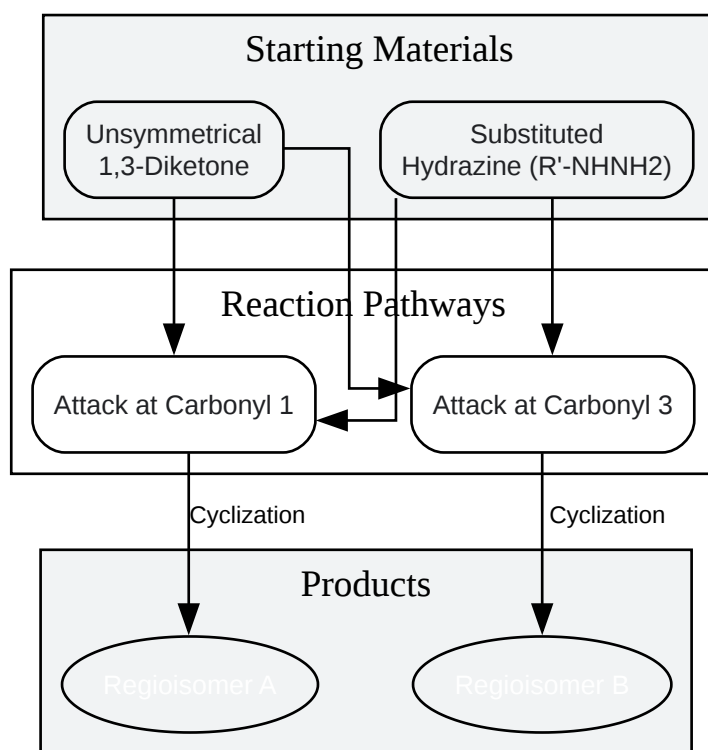 Starting Materials
Unsymmetrical
1,3-Diketone
Substituted
Hydrazine (R'-NHNH2)
Reaction Pathways
Attack at Carbonyl 1
Attack at Carbonyl 3
Cyclization
Cyclization
Products
Regioisomer A
Regioisomer B